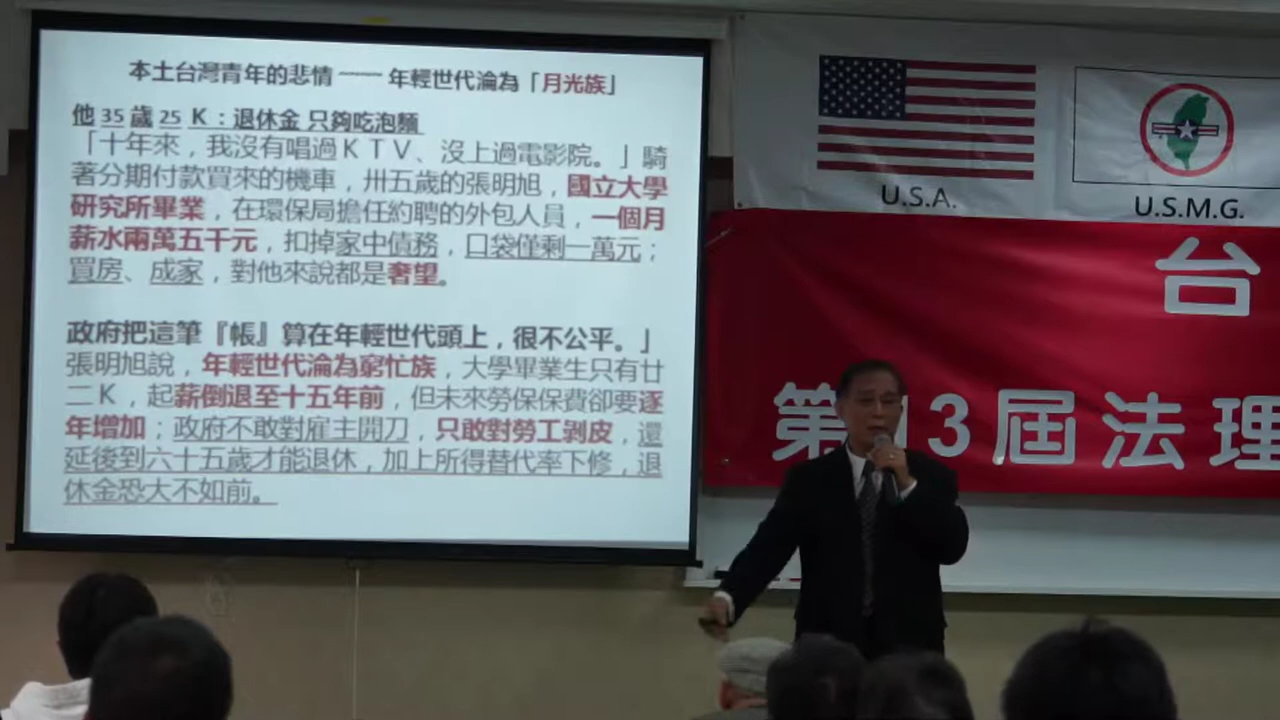 本土台灣青年的悲情 —— 年輕世代淪為「月光族」
他 35 歲 25 K：退休金 只夠吃泡麵
「十年來，我沒有唱過KTV、沒上過電影院。」騎
著分期付款買來的機車，卅五歲的張明旭，國立大學
研究所畢業，在環保局擔任約聘的外包人員，一個月
薪水兩萬五千元，扣掉家中債務，口袋僅剩一萬元；
買房、成家，對他來說都是奢望。
政府把這筆『帳』算在年輕世代頭上，很不公平。」
張明旭說，年輕世代淪為窮忙族，大學畢業生只有廿
二K，起薪倒退至十五年前，但未來勞保保費卻要逐
年增加；政府不敢對雇主開刀，只敢對勞工剝皮，還
延後到六十五歲才能退休，加上所得替代率下修，退
休金恐大不如前。
U.S.A.
U.S.M.G.
台
第13屆法理